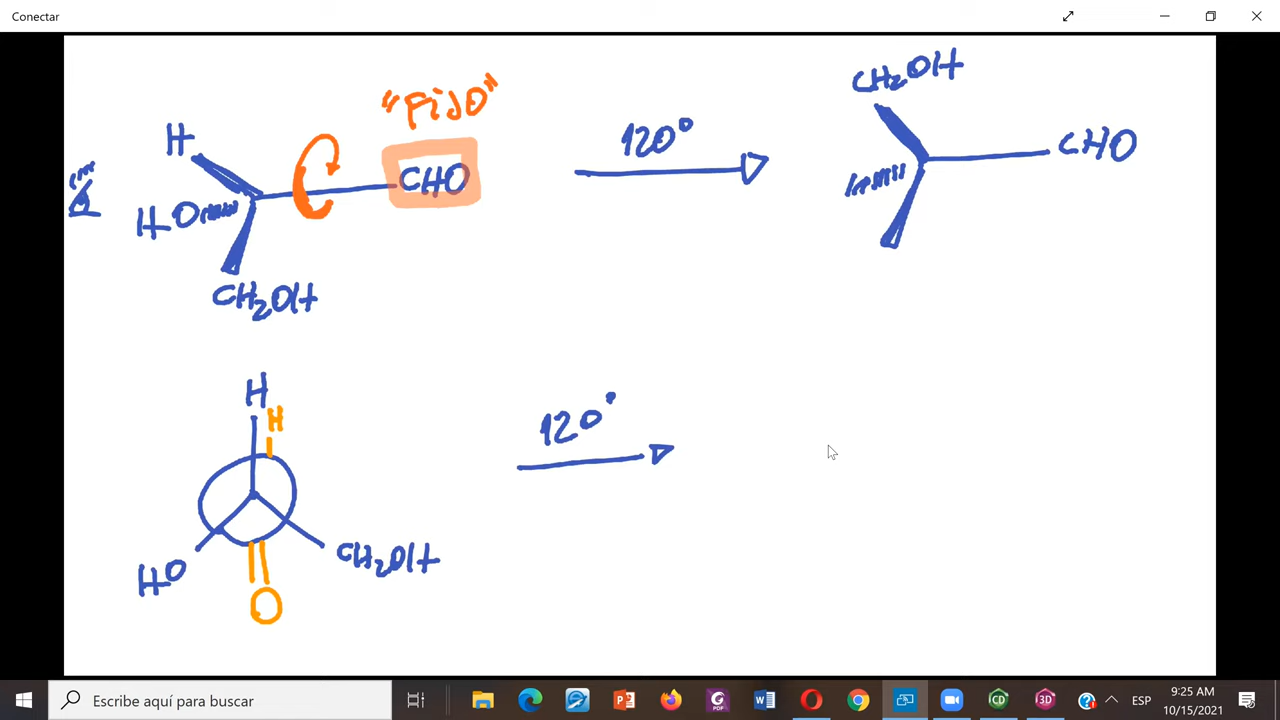 Conectar
"FiJO"
H
CHO
HO
CH2OH
120°
CH2OH
CHO
H
H
HO
CH2OH
O
120°
Escribe aquí para buscar
ESP
9:25 AM
10/15/2021